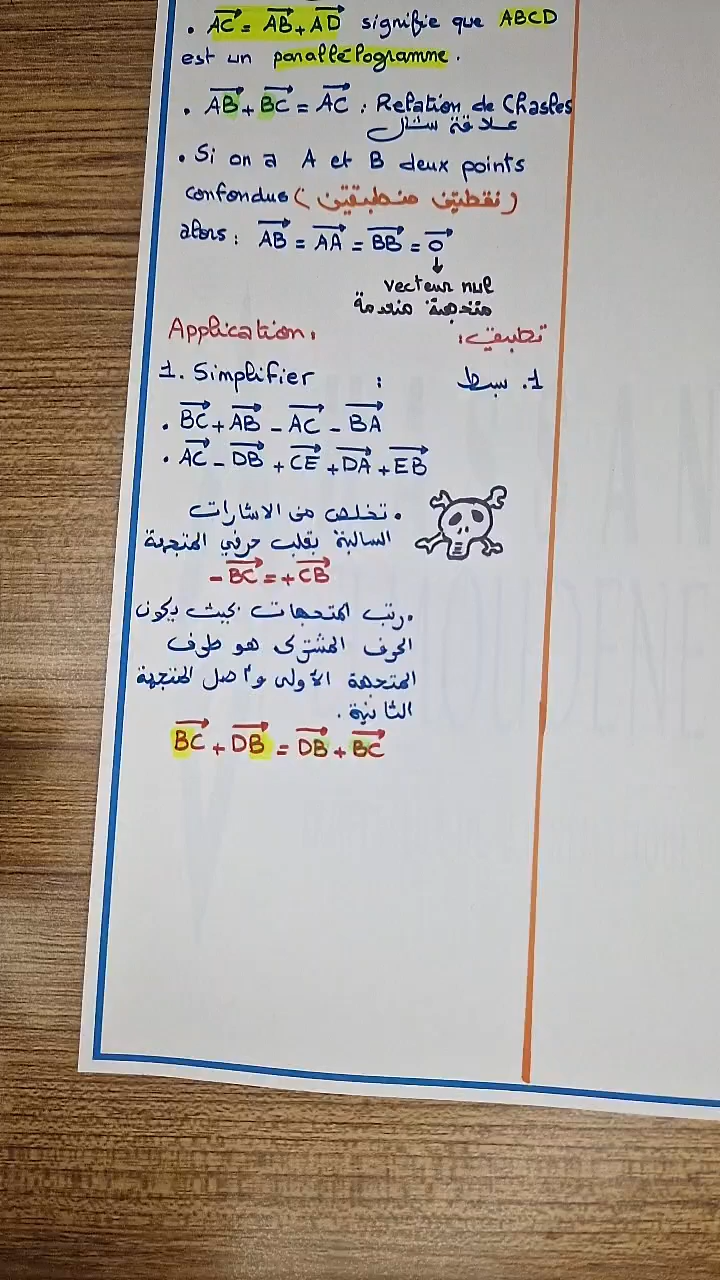 . AC = AB + AD signifie que ABCD
est un parallélogramme.
. AB + BC = AC : Relation de Chasles
علاقة شال
. Si on a A et B deux points
confondus (نقطتين منطبقتين)
alors : AB = AA = BB = 0
↓
vecteur nul
متجهة منعدمة
Application. تطبيق:
1. Simplifier : 1. بسط
. BC + AB - AC - BA
. AC - DB + CE + DA + EB
. تخلص من الاشارات
السالبة بقلب حرفي المتجهة
- BC = + CB
. رتب المتجهات بحيث يكون
الحرف المشترك هو طرف
المتجهة الأولى و أصل المتجهة
الثانية.
BC + DB = DB + BC